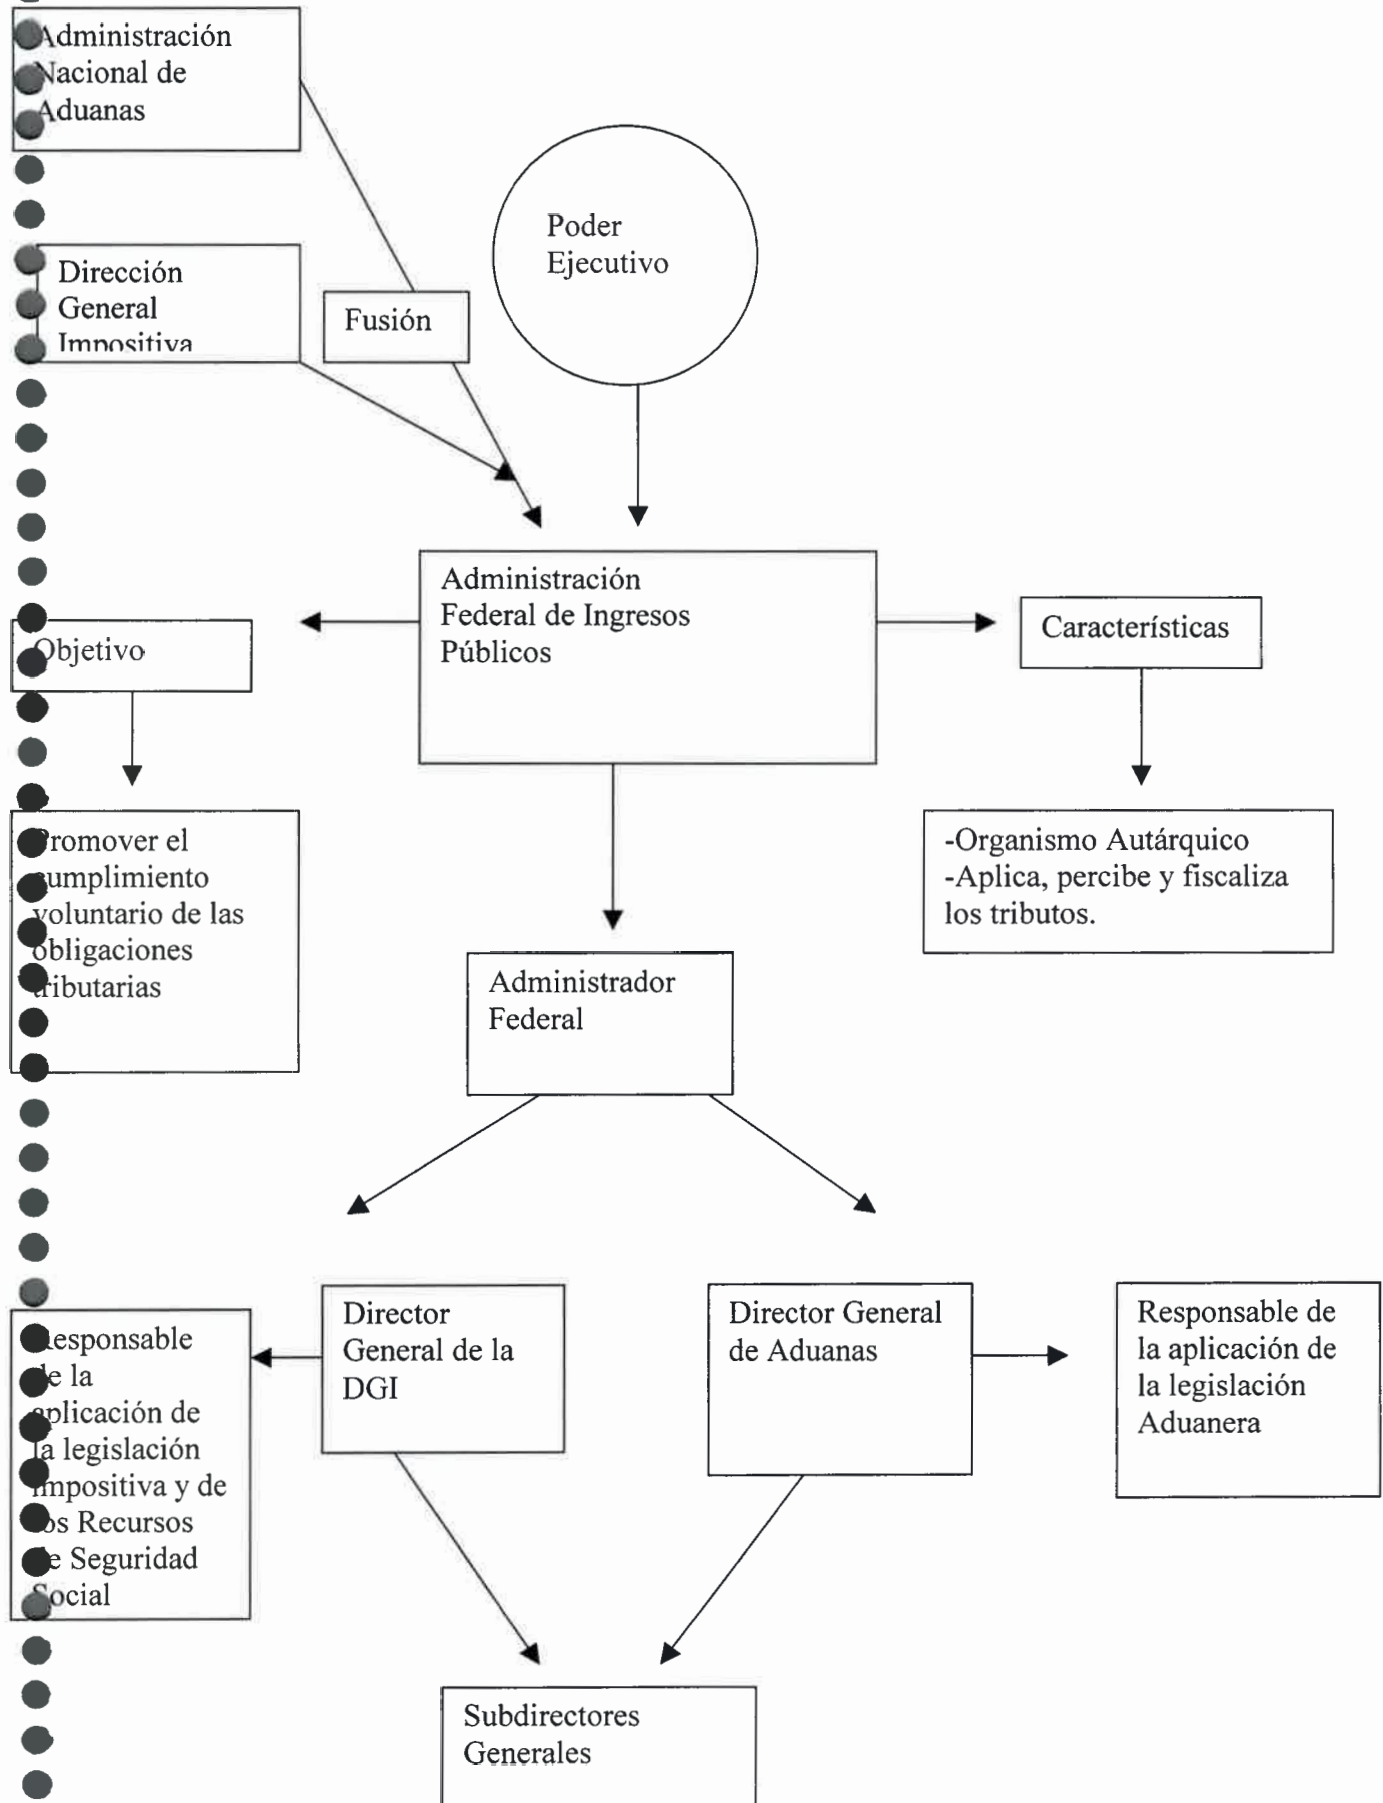 Administración
Nacional de
Aduanas
Poder
Ejecutivo
Dirección
General
Impositiva
Fusión
Administración
Federal de Ingresos
Públicos
Objetivo
Características
Promover el
cumplimiento
voluntario de las
obligaciones
tributarias
-Organismo Autárquico
-Aplica, percibe y fiscaliza
los tributos.
Administrador
Federal
Responsable
de la
aplicación de
la legislación
impositiva y de
los Recursos
de Seguridad
Social
Director
General de la
DGI
Director General
de Aduanas
Responsable de
la aplicación de
la legislación
Aduanera
Subdirectores
Generales